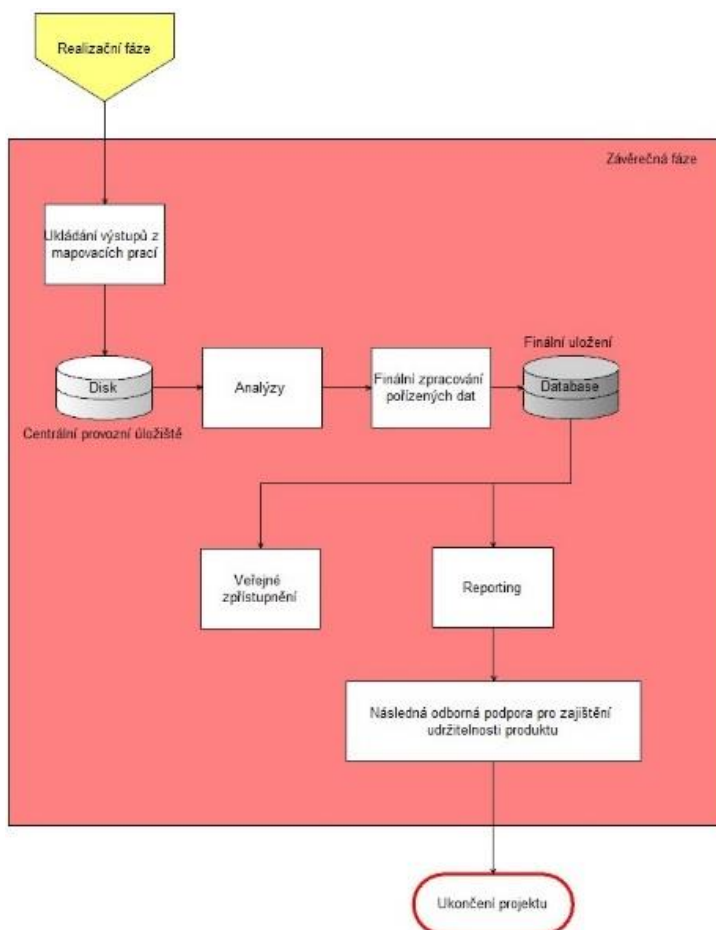 Realizační fáze
Závěrečná fáze
Ukládání výstupů z
mapovacích prací
Disk
Centrální provozní úložiště
Analýzy
Finální zpracování
pořízených dat
Finální uložení
Database
Veřejné
zpřístupnění
Reporting
Následná odborná podpora pro zajištění
udržitelnosti produktu
Ukončení projektu